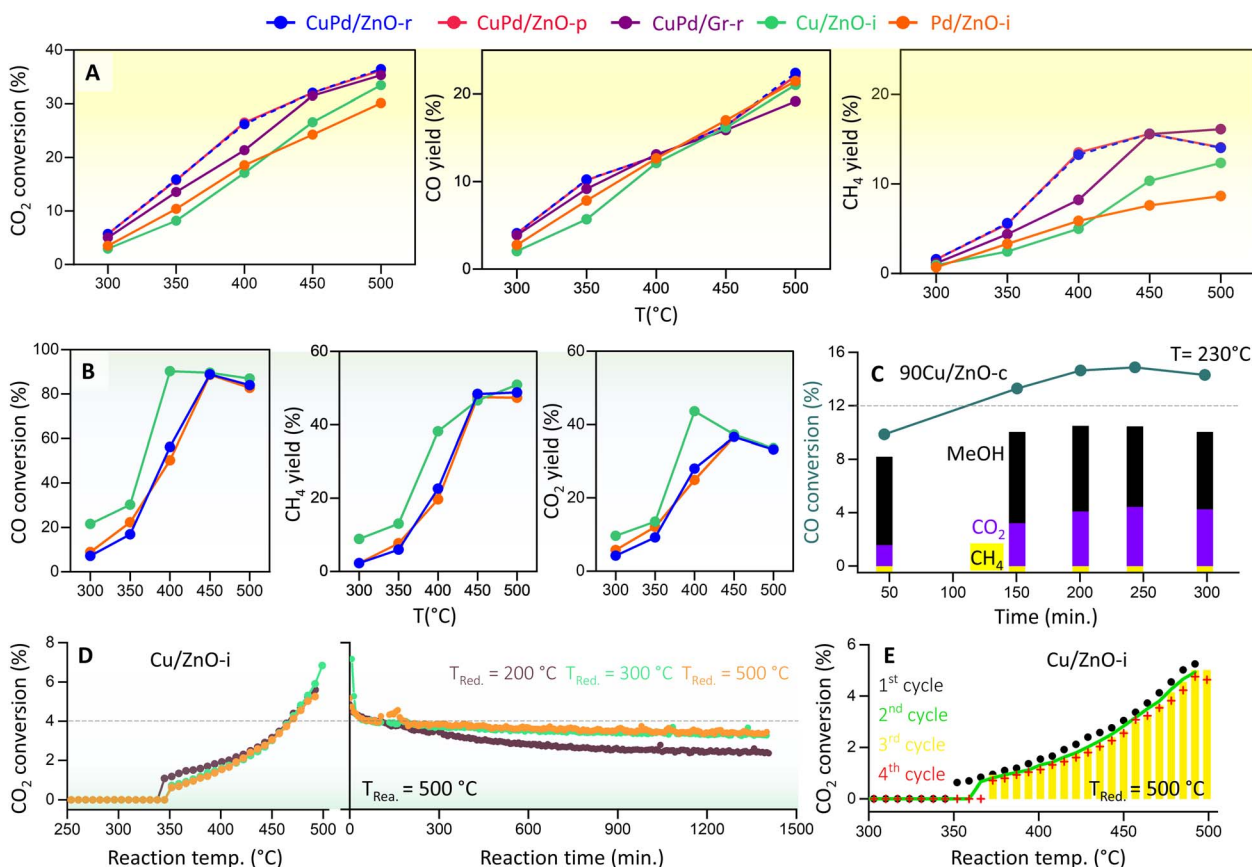 CuPd/ZnO-r CuPd/ZnO-p CuPd/Gr-r Cu/ZnO-i Pd/ZnO-i
A
CO₂ conversion (%)
40
30
20
10
0
300 350 400 450 500
CO yield (%)
20
10
0
300 350 400 450 500
T(°C)
CH₄ yield (%)
20
10
0
300 350 400 450 500
B
CO conversion (%)
100
80
60
40
20
0
300 350 400 450 500
CH₄ yield (%)
60
40
20
0
300 350 400 450 500
T(°C)
CO₂ yield (%)
60
40
20
0
300 350 400 450 500
C
90Cu/ZnO-c
T= 230°C
CO conversion (%)
16
12
8
4
0
MeOH
CO₂
CH₄
50 100 150 200 250 300
Time (min.)
D
Cu/ZnO-i
CO₂ conversion (%)
8
6
4
2
0
250 300 350 400 450 500
Reaction temp. (°C)
T_Red. = 200 °C T_Red. = 300 °C T_Red. = 500 °C
T_Rea. = 500 °C
0 300 600 900 1200 1500
Reaction time (min.)
E
Cu/ZnO-i
CO₂ conversion (%)
6
4
2
0
1ˢᵗ cycle
2ⁿᵈ cycle
3ʳᵈ cycle
4ᵗʰ cycle
T_Red. = 500 °C
300 350 400 450 500
Reaction temp. (°C)